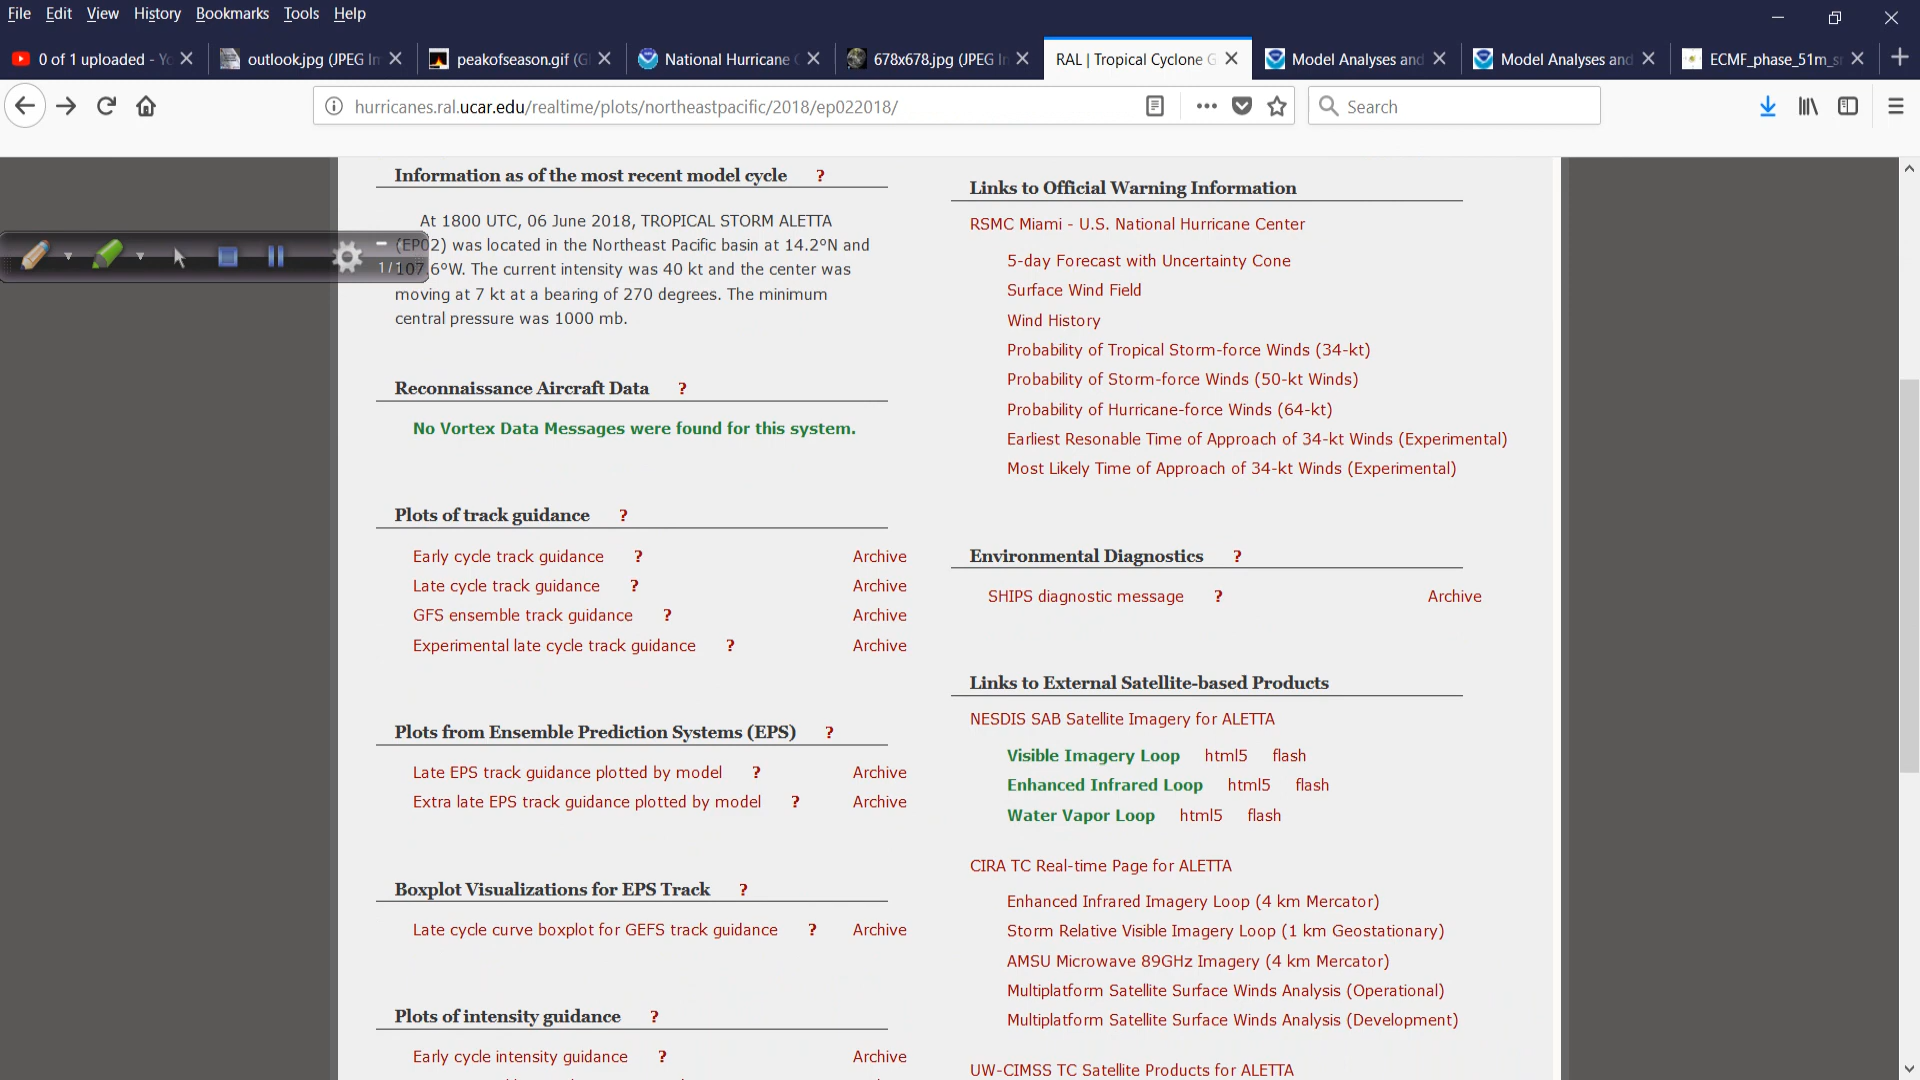 File Edit View History Bookmarks Tools Help
0 of 1 uploaded - Yo
outlook.jpg (JPEG In
peakofseason.gif (GI
National Hurricane C
678x678.jpg (JPEG In
RAL | Tropical Cyclone G
Model Analyses and
Model Analyses and
ECMF_phase_51m_s
hurricanes.ral.ucar.edu/realtime/plots/northeastpacific/2018/ep022018/
Search
Information as of the most recent model cycle ?
At 1800 UTC, 06 June 2018, TROPICAL STORM ALETTA
(EP02) was located in the Northeast Pacific basin at 14.2ºN and
107.6ºW. The current intensity was 40 kt and the center was
moving at 7 kt at a bearing of 270 degrees. The minimum
central pressure was 1000 mb.
1/1
Reconnaissance Aircraft Data ?
No Vortex Data Messages were found for this system.
Plots of track guidance ?
Early cycle track guidance ? Archive
Late cycle track guidance ? Archive
GFS ensemble track guidance ? Archive
Experimental late cycle track guidance ? Archive
Plots from Ensemble Prediction Systems (EPS) ?
Late EPS track guidance plotted by model ? Archive
Extra late EPS track guidance plotted by model ? Archive
Boxplot Visualizations for EPS Track ?
Late cycle curve boxplot for GEFS track guidance ? Archive
Plots of intensity guidance ?
Early cycle intensity guidance ? Archive
Links to Official Warning Information
RSMC Miami - U.S. National Hurricane Center
5-day Forecast with Uncertainty Cone
Surface Wind Field
Wind History
Probability of Tropical Storm-force Winds (34-kt)
Probability of Storm-force Winds (50-kt Winds)
Probability of Hurricane-force Winds (64-kt)
Earliest Resonable Time of Approach of 34-kt Winds (Experimental)
Most Likely Time of Approach of 34-kt Winds (Experimental)
Environmental Diagnostics ?
SHIPS diagnostic message ? Archive
Links to External Satellite-based Products
NESDIS SAB Satellite Imagery for ALETTA
Visible Imagery Loop html5 flash
Enhanced Infrared Loop html5 flash
Water Vapor Loop html5 flash
CIRA TC Real-time Page for ALETTA
Enhanced Infrared Imagery Loop (4 km Mercator)
Storm Relative Visible Imagery Loop (1 km Geostationary)
AMSU Microwave 89GHz Imagery (4 km Mercator)
Multiplatform Satellite Surface Winds Analysis (Operational)
Multiplatform Satellite Surface Winds Analysis (Development)
UW-CIMSS TC Satellite Products for ALETTA